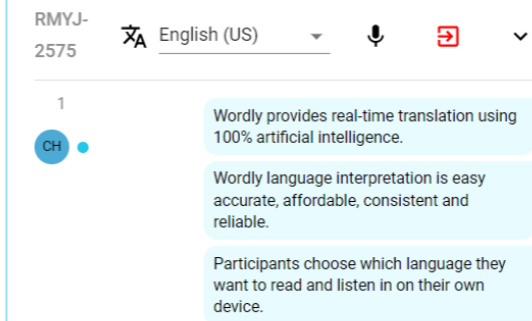 RMYJ-
2575
English (US)
1
CH
Wordly provides real-time translation using
100% artificial intelligence.
Wordly language interpretation is easy
accurate, affordable, consistent and
reliable.
Participants choose which language they
want to read and listen in on their own
device.